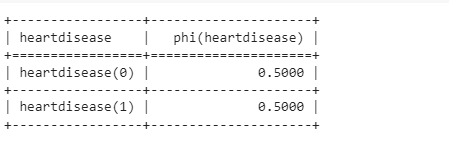 +-----------------+---------------------+
| heartdisease    |   phi(heartdisease) |
+=================+=====================+
| heartdisease(0) |              0.5000 |
+-----------------+---------------------+
| heartdisease(1) |              0.5000 |
+-----------------+---------------------+